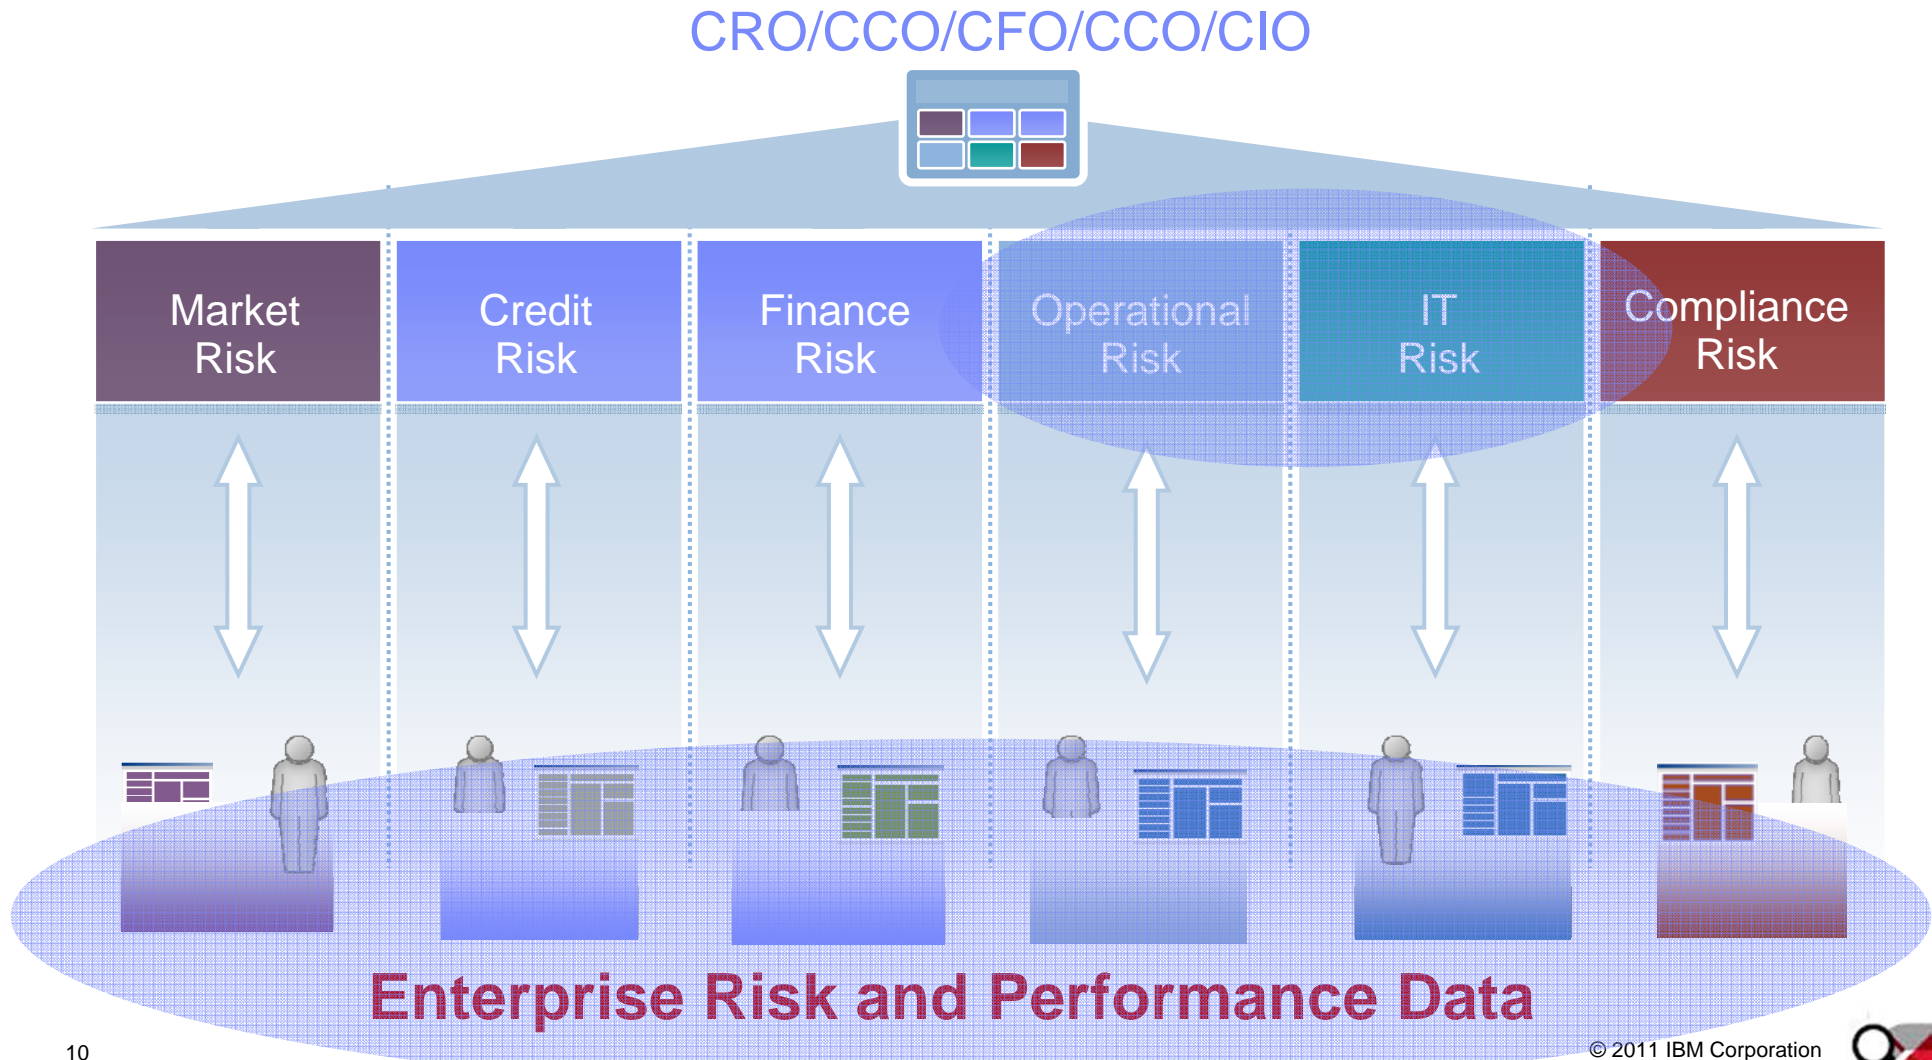 CRO/CCO/CFO/CCO/CIO
Market
Risk
Credit
Risk
Finance
Risk
Operational
Risk
IT
Risk
Compliance
Risk
Enterprise Risk and Performance Data
10
© 2011 IBM Corporation